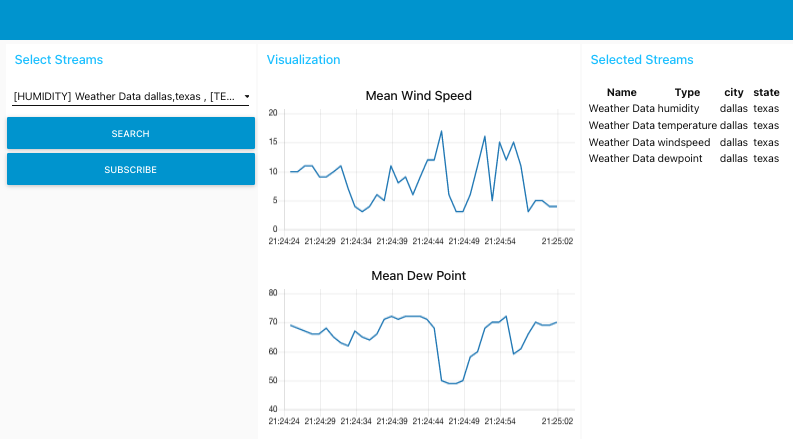 Select Streams
[HUMIDITY] Weather Data dallas,texas , [TE...
SEARCH
SUBSCRIBE
Visualization
Mean Wind Speed
20
15
10
5
0
21:24:24 21:24:29 21:24:34 21:24:39 21:24:44 21:24:49 21:24:54 21:25:02
Mean Dew Point
80
70
60
50
40
21:24:24 21:24:29 21:24:34 21:24:39 21:24:44 21:24:49 21:24:54 21:25:02
Selected Streams
Name Type city state
Weather Data humidity dallas texas
Weather Data temperature dallas texas
Weather Data windspeed dallas texas
Weather Data dewpoint dallas texas